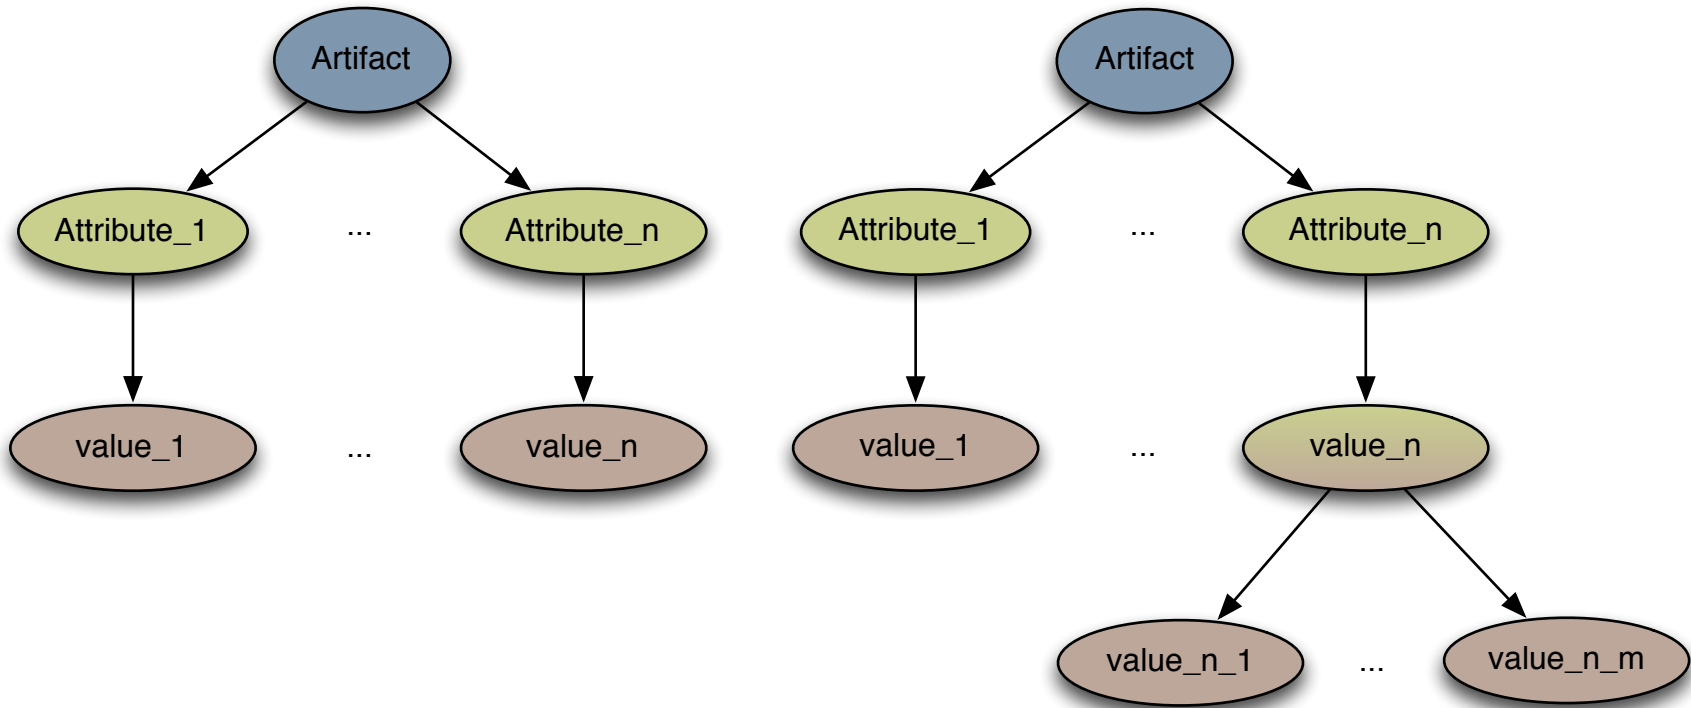 Artifact
Attribute_1 ... Attribute_n
value_1 ... value_n
Artifact
Attribute_1 ... Attribute_n
value_1 ... value_n
value_n_1 ... value_n_m